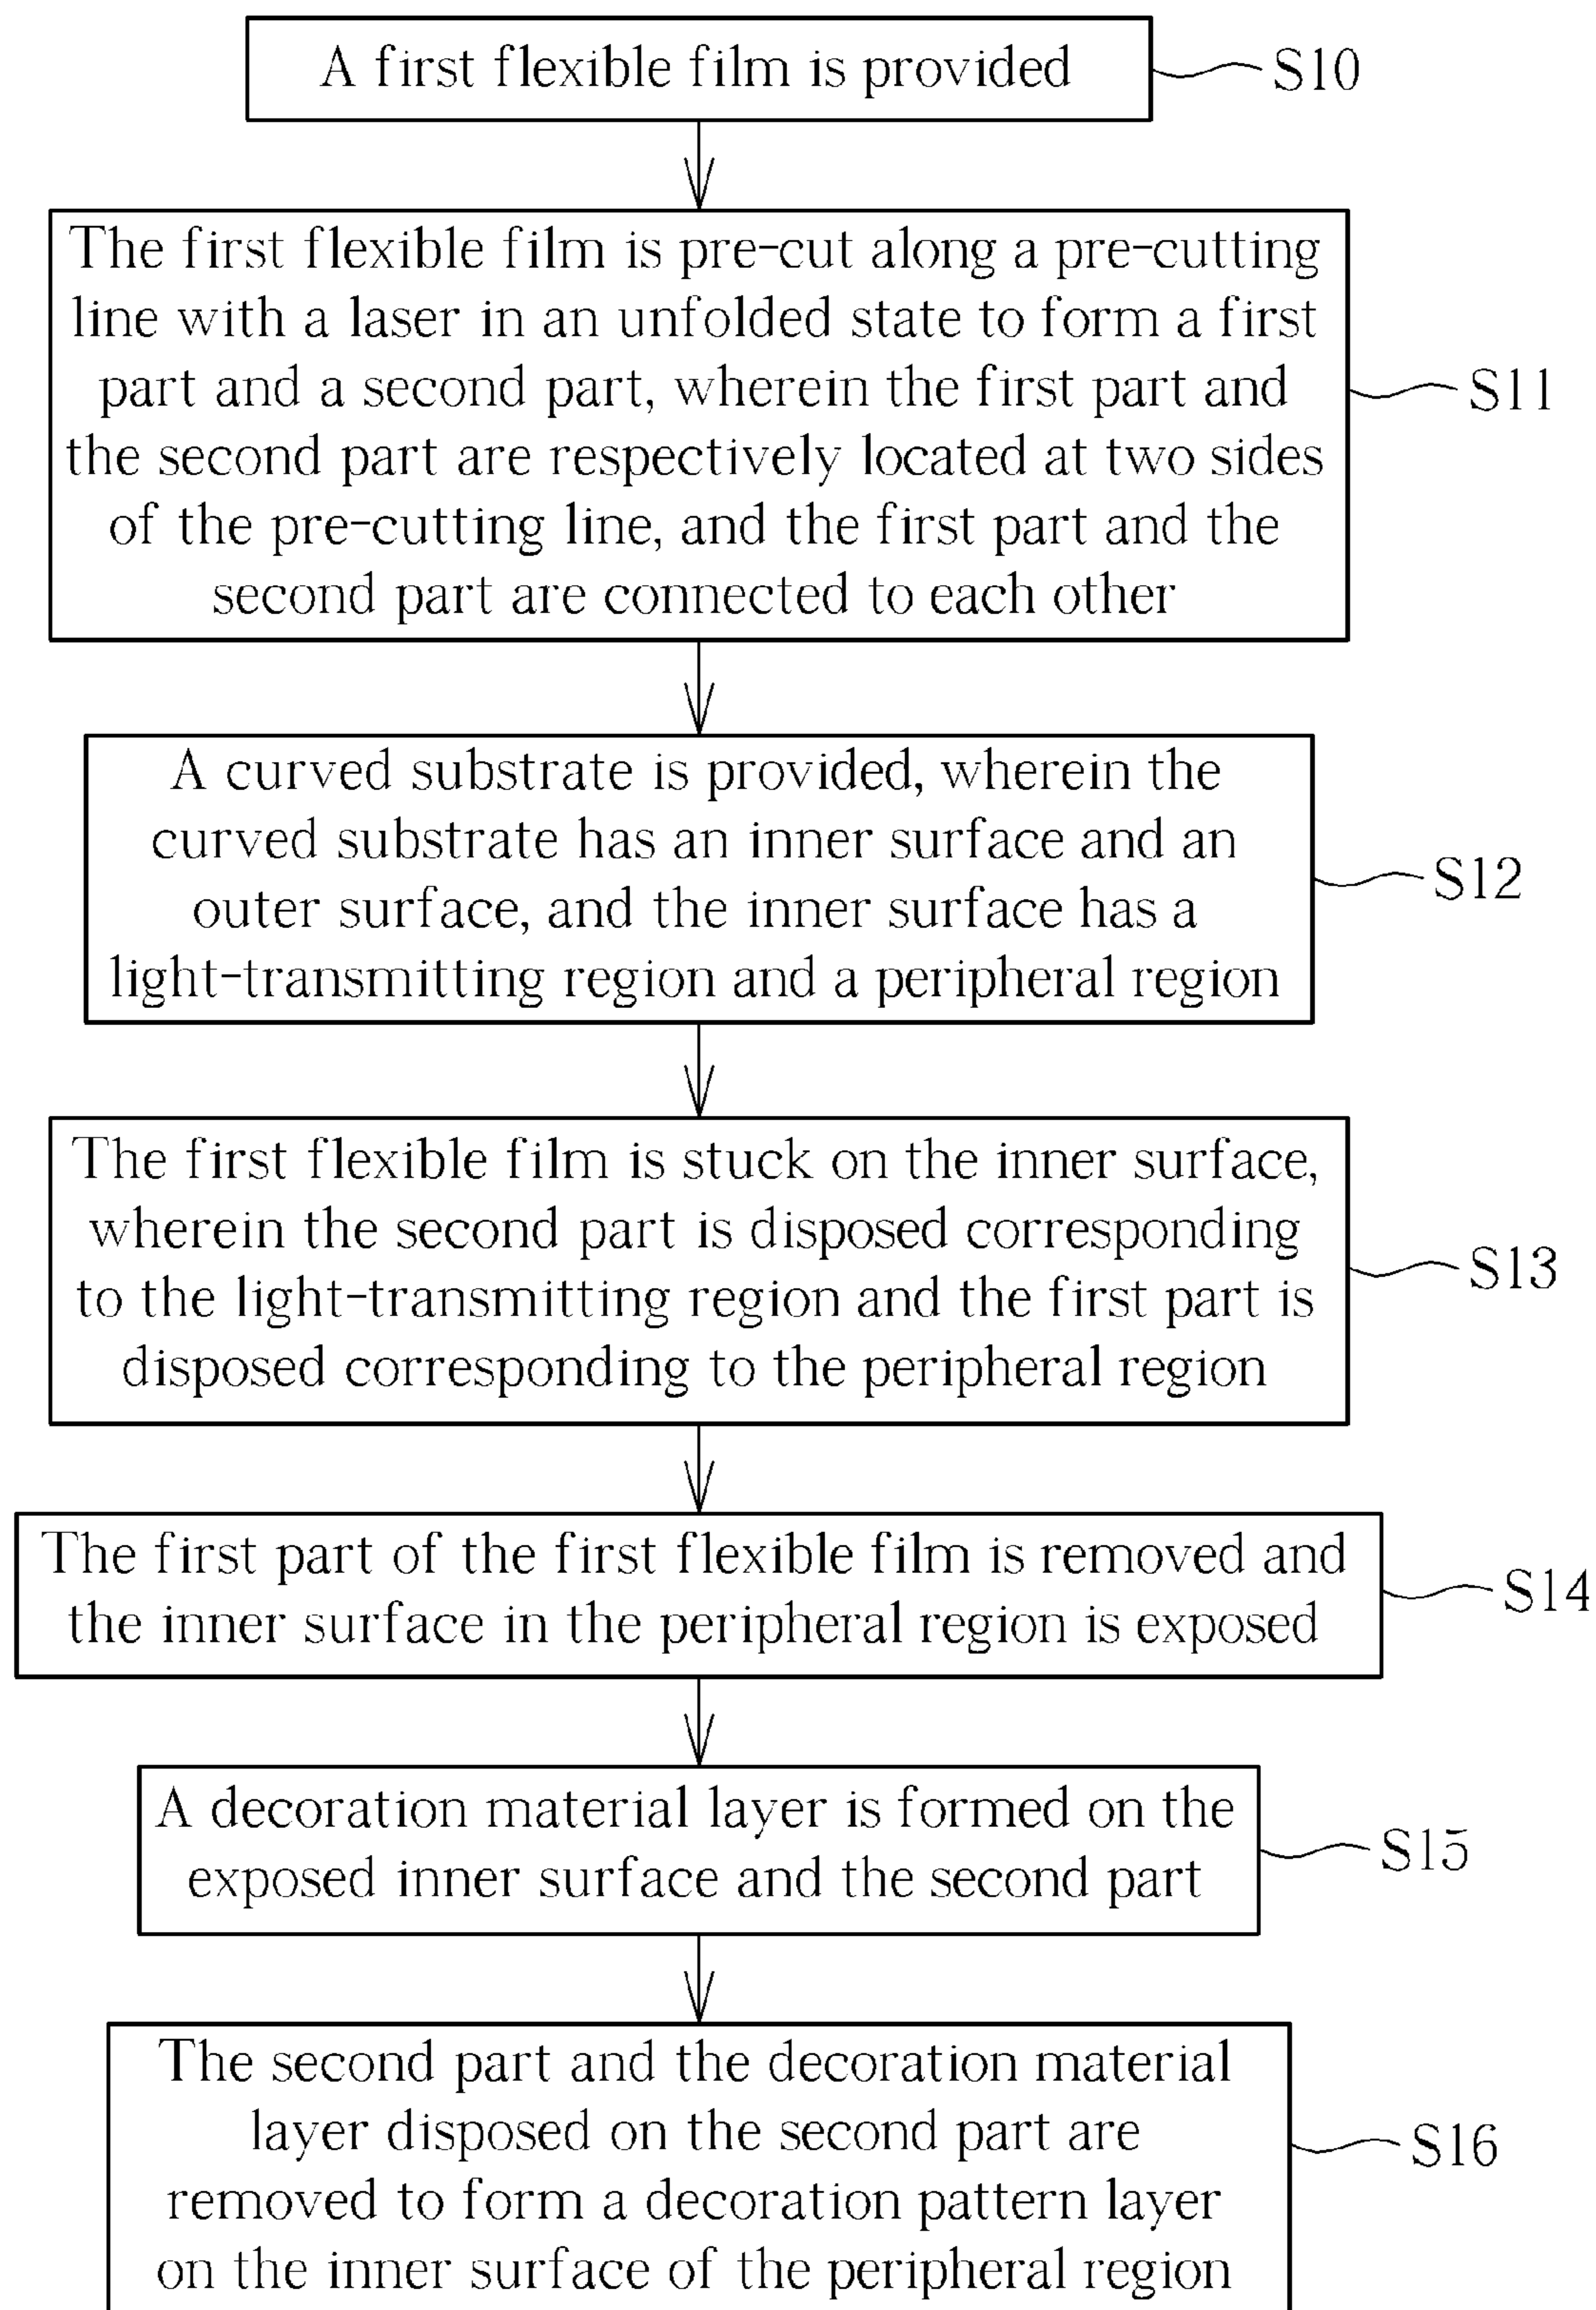 A first flexible film is provided
S10
The first flexible film is pre-cut along a pre-cutting
line with a laser in an unfolded state to form a first
part and a second part, wherein the first part and
the second part are respectively located at two sides
of the pre-cutting line, and the first part and the
second part are connected to each other
S11
A curved substrate is provided, wherein the
curved substrate has an inner surface and an
outer surface, and the inner surface has a
light-transmitting region and a peripheral region
S12
The first flexible film is stuck on the inner surface,
wherein the second part is disposed corresponding
to the light-transmitting region and the first part is
disposed corresponding to the peripheral region
S13
The first part of the first flexible film is removed and
the inner surface in the peripheral region is exposed
S14
A decoration material layer is formed on the
exposed inner surface and the second part
S15
The second part and the decoration material
layer disposed on the second part are
removed to form a decoration pattern layer
on the inner surface of the peripheral region
S16